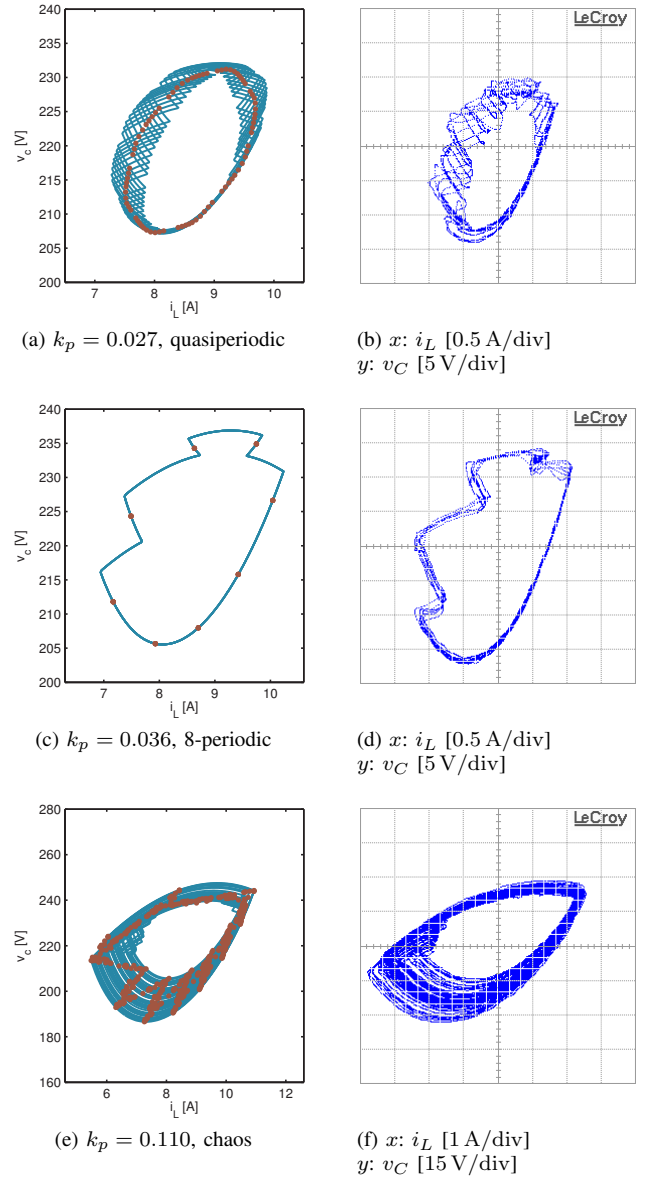 240
235
230
225
220
215
210
205
200
v_c [V]
7
8
9
10
i_L [A]
LeCroy
(a) k_p = 0.027, quasiperiodic
(b) x: i_L [0.5 A/div]
y: v_C [5 V/div]
240
235
230
225
220
215
210
205
200
v_c [V]
7
8
9
10
i_L [A]
LeCroy
(c) k_p = 0.036, 8-periodic
(d) x: i_L [0.5 A/div]
y: v_C [5 V/div]
280
260
240
220
200
180
160
v_c [V]
6
8
10
12
i_L [A]
LeCroy
(e) k_p = 0.110, chaos
(f) x: i_L [1 A/div]
y: v_C [15 V/div]